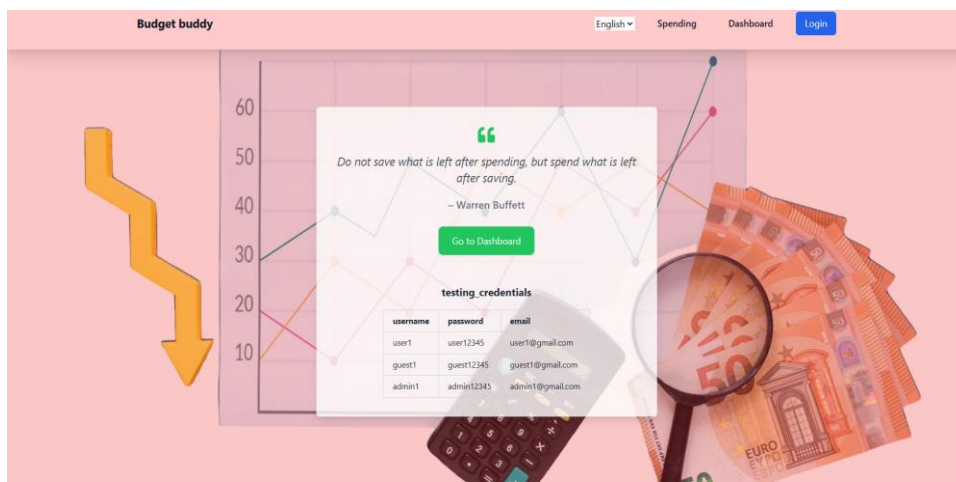 Budget buddy
English
Spending
Dashboard
Login
60
50
40
30
20
10
“
Do not save what is left after spending, but spend what is left
after saving.
– Warren Buffett
Go to Dashboard
testing_credentials
username password email
user1 user12345 user1@gmail.com
guest1 guest12345 guest1@gmail.com
admin1 admin12345 admin1@gmail.com
50
EURO
ΕΥΡΩ